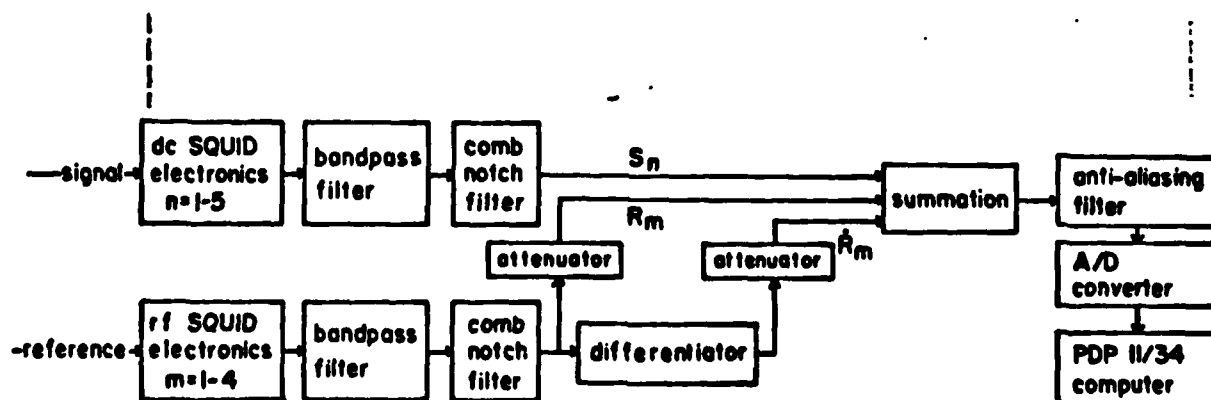 signal
dc SQUID
electronics
n=1-5
bandpass
filter
comb
notch
filter
Sn
Rm
Ṙm
summation
anti-aliasing
filter
attenuator
attenuator
A/D
converter
reference
rf SQUID
electronics
m=1-4
bandpass
filter
comb
notch
filter
differentiator
PDP 11/34
computer